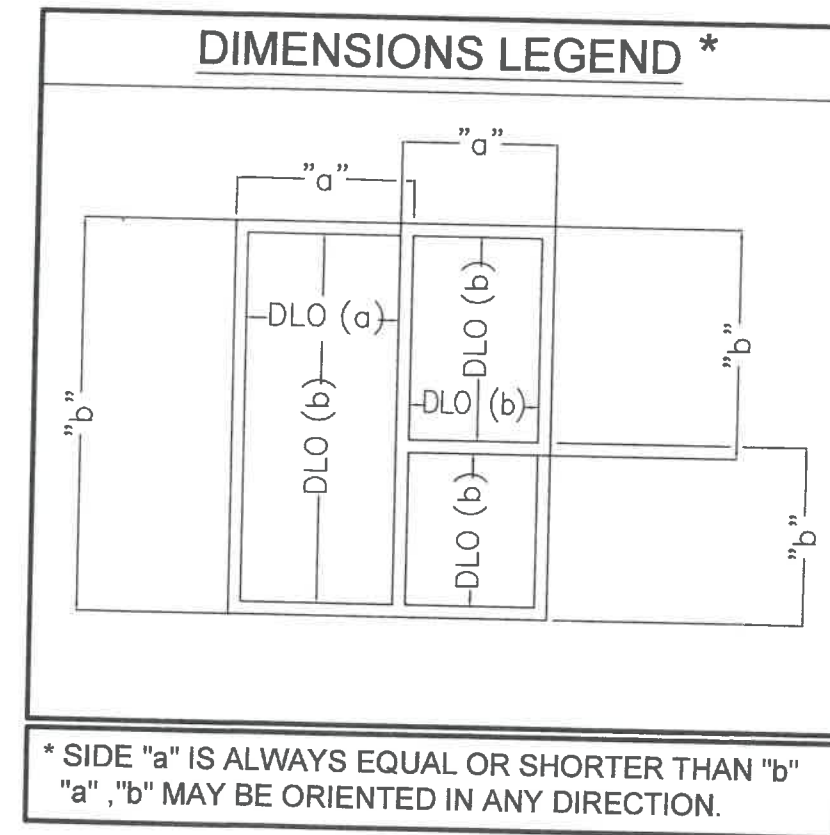 DIMENSIONS LEGEND *
"a"
"a"
DLO (a)
DLO (b)
DLO (b)
DLO (b)
DLO (b)
"b"
"b"
"b"
* SIDE "a" IS ALWAYS EQUAL OR SHORTER THAN "b"
"a" ,"b" MAY BE ORIENTED IN ANY DIRECTION.